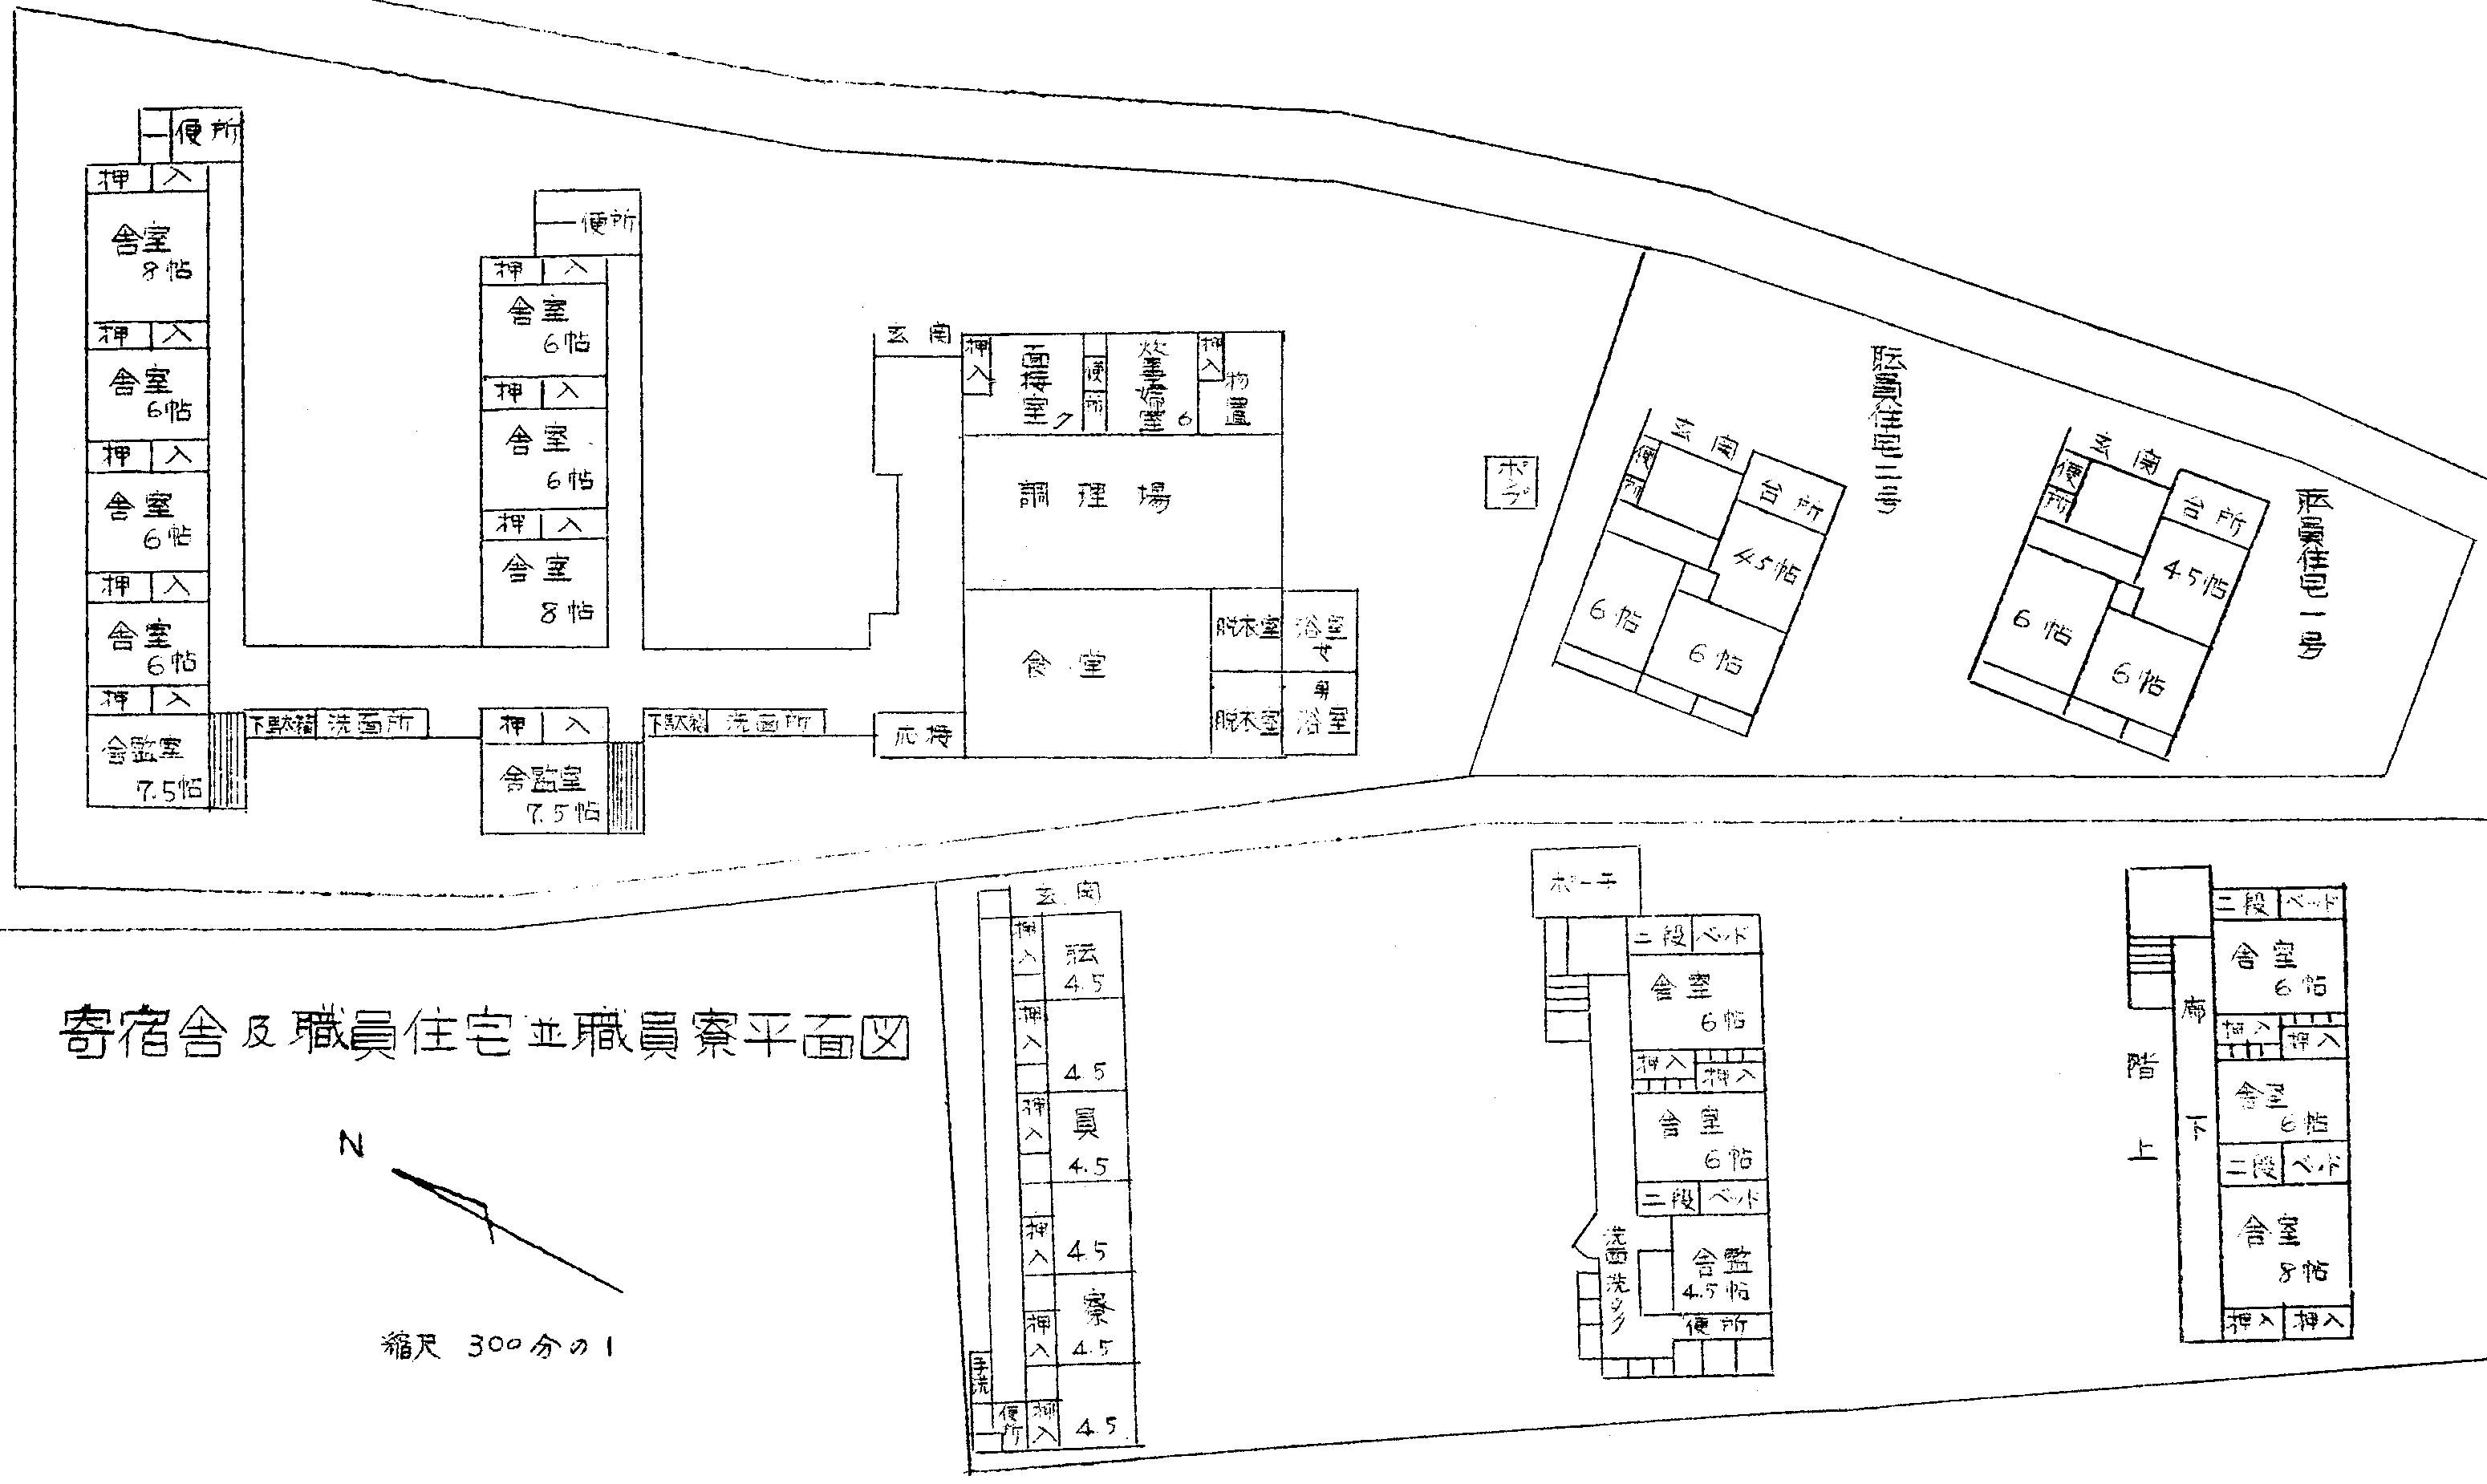 便所
押入
舎室
8帖
押入
舎室
6帖
押入
舎室
6帖
押入
舎室
6帖
押入
舎監室
7.5帖
下駄箱
洗面所
便所
押入
舎室
6帖
押入
舎室
6帖
押入
舎室
8帖
押入
舎監室
7.5帖
下駄箱
洗面所
玄関
押入
面接室
7
便所
炊事婦室
6
押入
物置
調理場
食堂
脱衣室
浴室
女
脱衣室
男
浴室
応接
ポンプ
玄関
便所
台所
4.5帖
6帖
6帖
玄関
便所
台所
4.5帖
6帖
6帖
職員住宅一号
寄宿舎及職員住宅並職員寮平面図
N
縮尺 300分の1
玄関
押入
職
4.5
押入
4.5
押入
員
4.5
押入
4.5
押入
寮
4.5
押入
4.5
手洗
便所
ポーチ
二段ベッド
舎室
6帖
押入
押入
舎室
6帖
二段ベッド
舎監
4.5帖
便所
洗面洗タク
階上
廊下
二段ベッド
舎室
6帖
押入
押入
舎室
6帖
二段ベッド
舎室
8帖
押入
押入